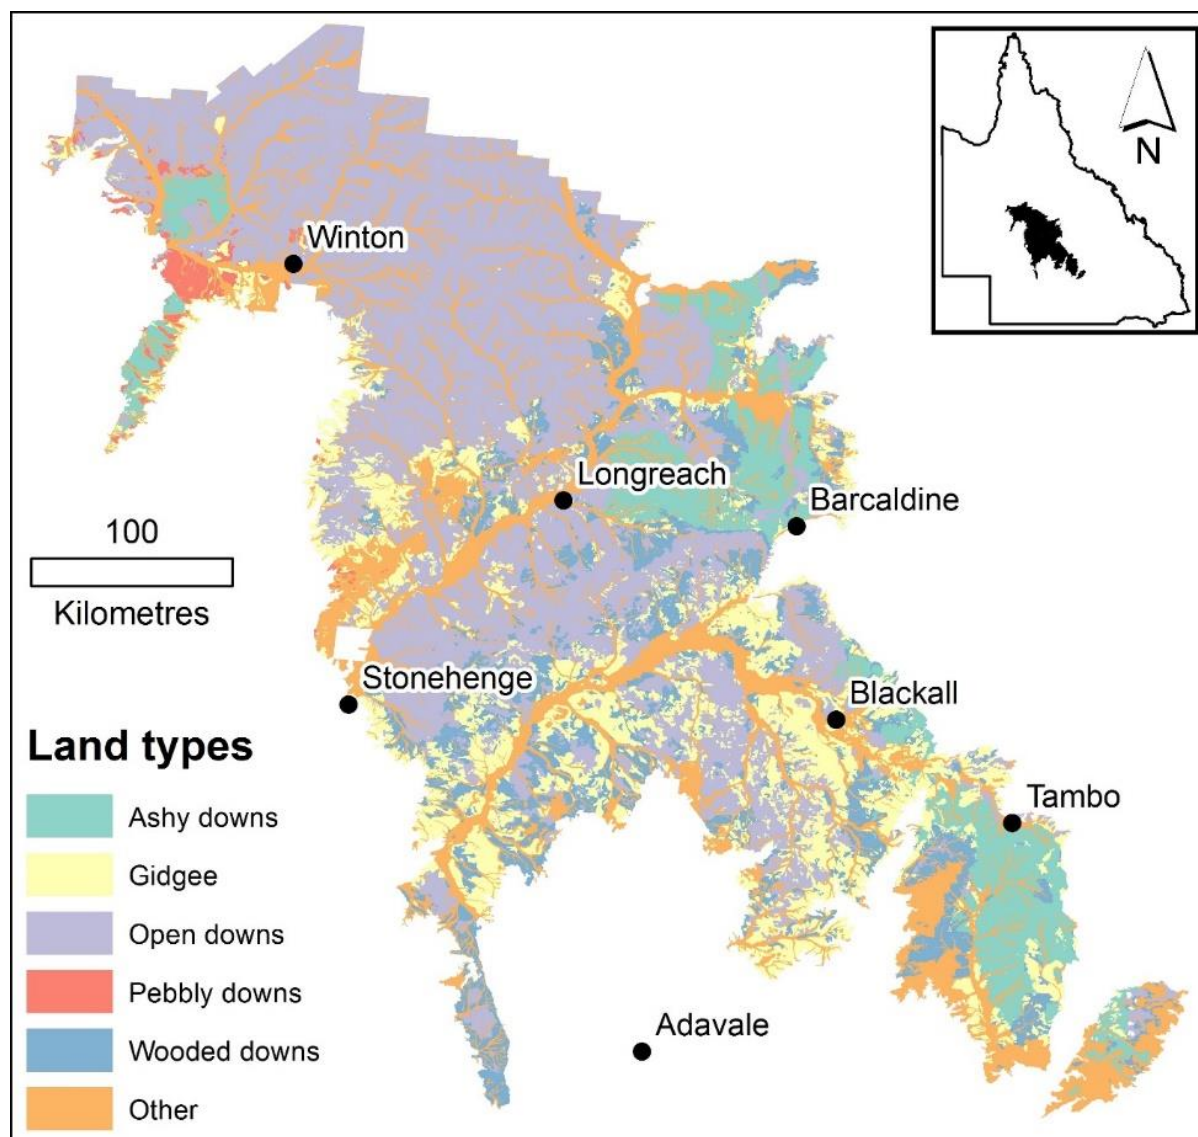 N
Winton
Longreach
Barcaldine
100
Kilometres
Stonehenge
Blackall
Tambo
Adavale
Land types
Ashy downs
Gidgee
Open downs
Pebbly downs
Wooded downs
Other